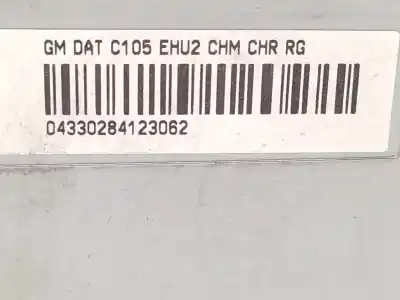 GM DAT C105 EHU2 CHM CHR RG
04330284123062